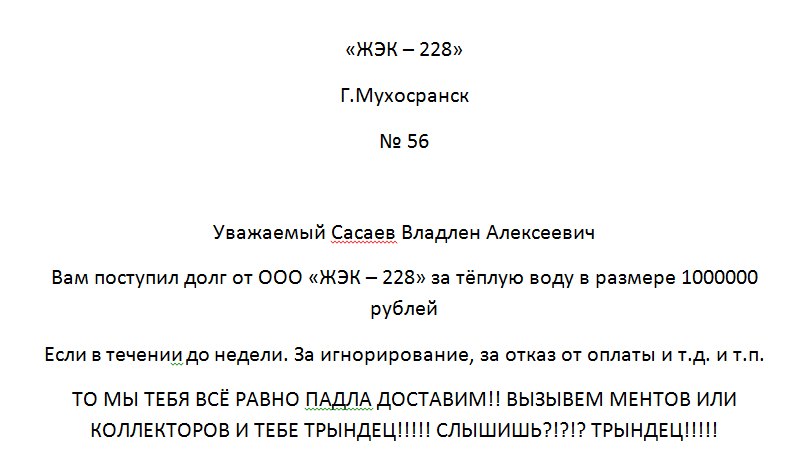 «ЖЭК – 228»
Г.Мухосранск
№ 56
Уважаемый Сасаев Владлен Алексеевич
Вам поступил долг от ООО «ЖЭК – 228» за тёплую воду в размере 1000000
рублей
Если в течении до недели. За игнорирование, за отказ от оплаты и т.д. и т.п.
ТО МЫ ТЕБЯ ВСЁ РАВНО ПАДЛА ДОСТАВИМ!! ВЫЗЫВЕМ МЕНТОВ ИЛИ
КОЛЛЕКТОРОВ И ТЕБЕ ТРЫНДЕЦ!!!!! СЛЫШИШЬ?!?!? ТРЫНДЕЦ!!!!!